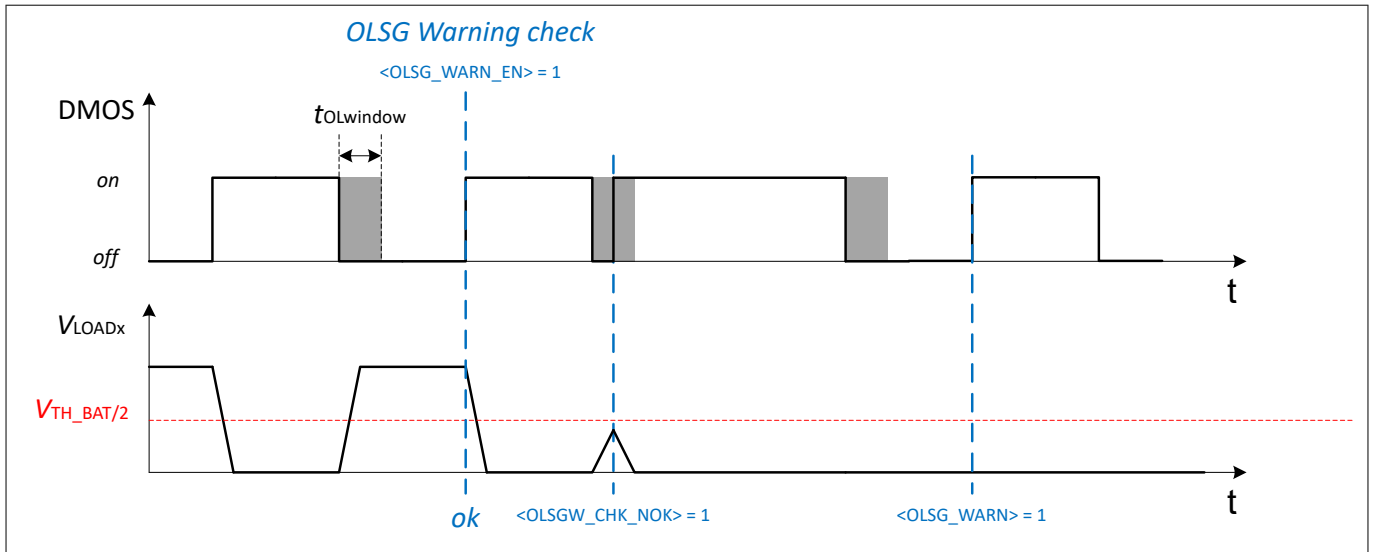 OLSG Warning check
<OLSG_WARN_EN> = 1
DMOS
tOLwindow
on
off
t
VLOADx
VTH_BAT/2
t
ok
<OLSGW_CHK_NOK> = 1
<OLSG_WARN> = 1